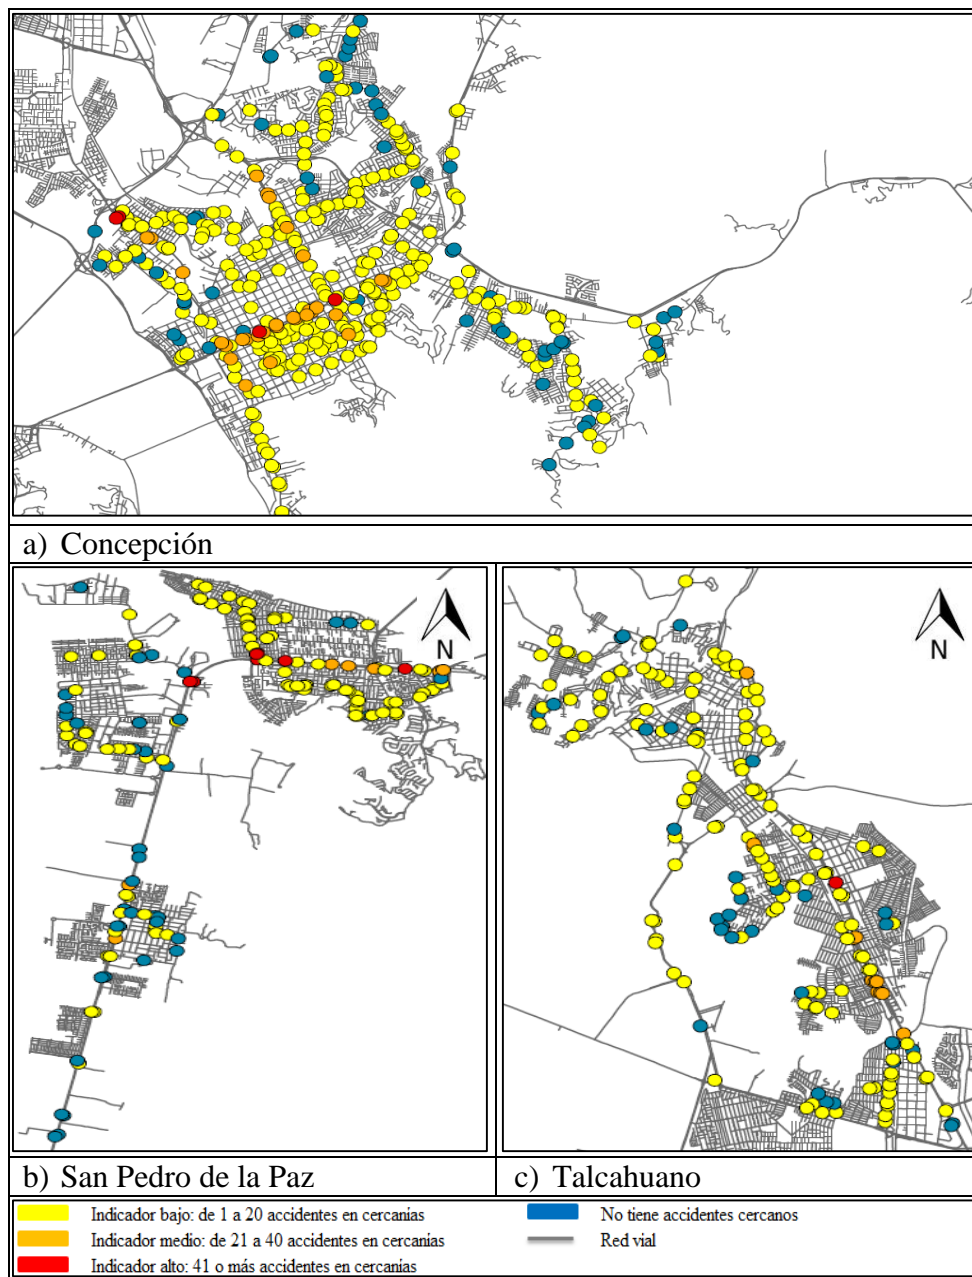 a) Concepción
N
N
b) San Pedro de la Paz
c) Talcahuano
Indicador bajo: de 1 a 20 accidentes en cercanías
No tiene accidentes cercanos
Indicador medio: de 21 a 40 accidentes en cercanías
Red vial
Indicador alto: 41 o más accidentes en cercanías